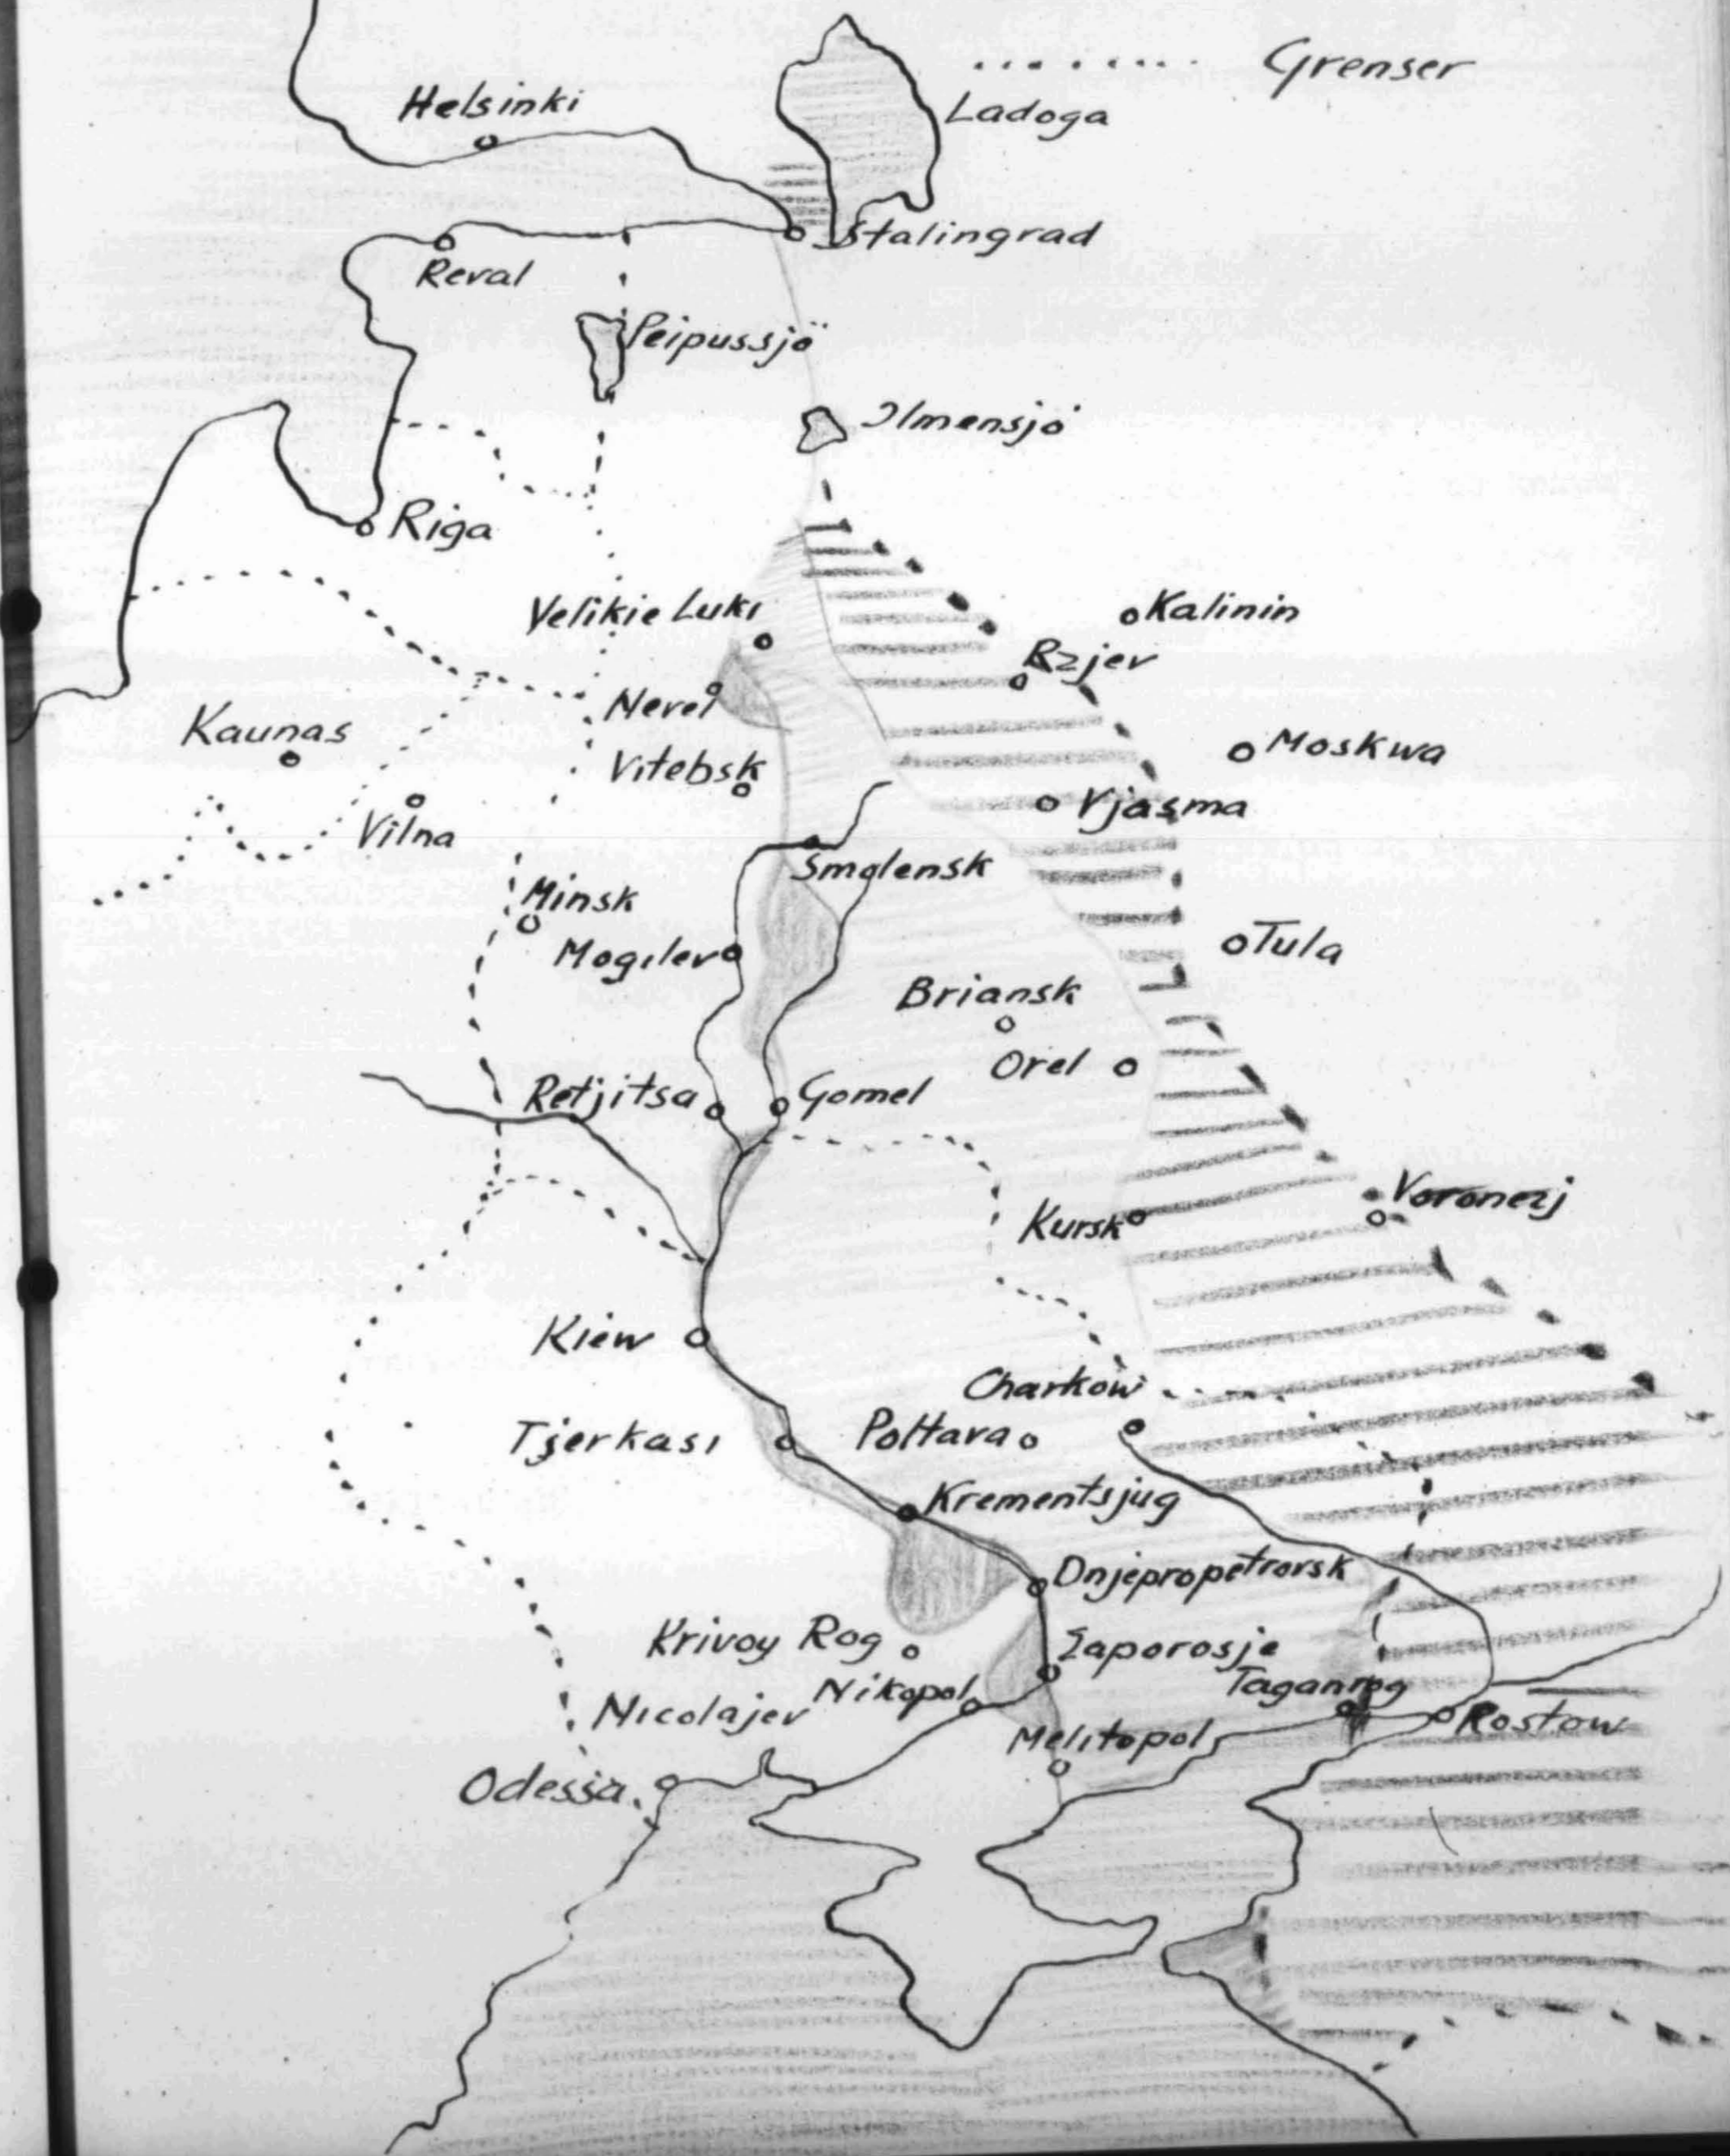 Grenser
Helsinki
Ladoga
Stalingrad
Reval
Peipussjö
Ilmensjö
Riga
Velikie Luki
Kalinin
Rzjev
Nevel
Kaunas
Moskwa
Vitebsk
Vjasma
Vilna
Smolensk
Minsk
Mogilev
Tula
Briansk
Orel
Retjitsa
Gomel
Kursk
Voronezj
Kiew
Charkow
Tjerkasi
Poltava
Krementsjug
Dnjepropetrovsk
Krivoy Rog
Saporosje
Nikopol
Taganrog
Nicolajev
Rostow
Melitopol
Odessa